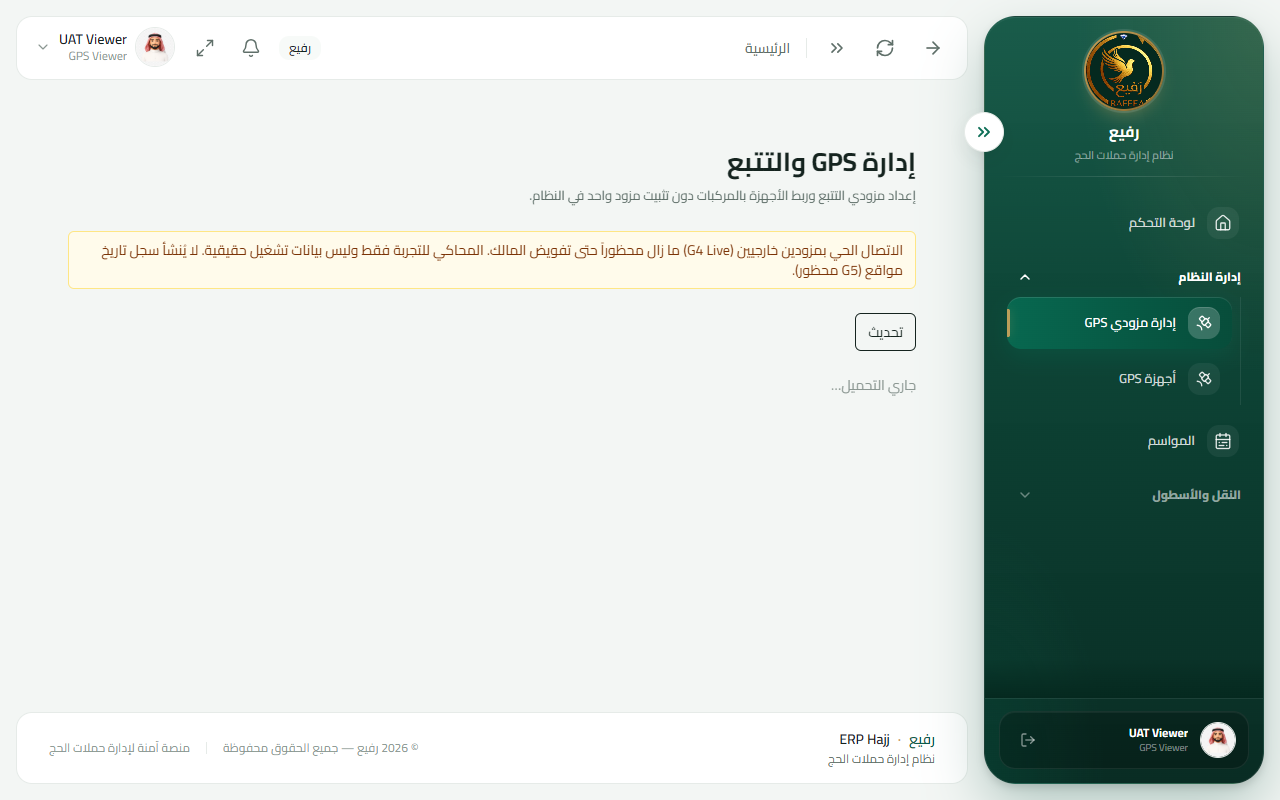 رفيع
RAFEEA
رفيع
نظام إدارة حملات الحج
لوحة التحكم
إدارة النظام
إدارة مزودي GPS
أجهزة GPS
المواسم
النقل والأسطول
UAT Viewer
GPS Viewer
الرئيسية
رفيع
UAT Viewer
GPS Viewer
إدارة GPS والتتبع
إعداد مزودي التتبع وربط الأجهزة بالمركبات دون تثبيت مزود واحد في النظام.
الاتصال الحي بمزودين خارجيين (G4 Live) ما زال محظوراً حتى تفويض المالك. المحاكي للتجربة فقط وليس بيانات تشغيل حقيقية. لا يُنشأ سجل تاريخ
مواقع (G5 محظور).
تحديث
جاري التحميل...
رفيع · ERP Hajj
نظام إدارة حملات الحج
© 2026 رفيع — جميع الحقوق محفوظة
منصة آمنة لإدارة حملات الحج